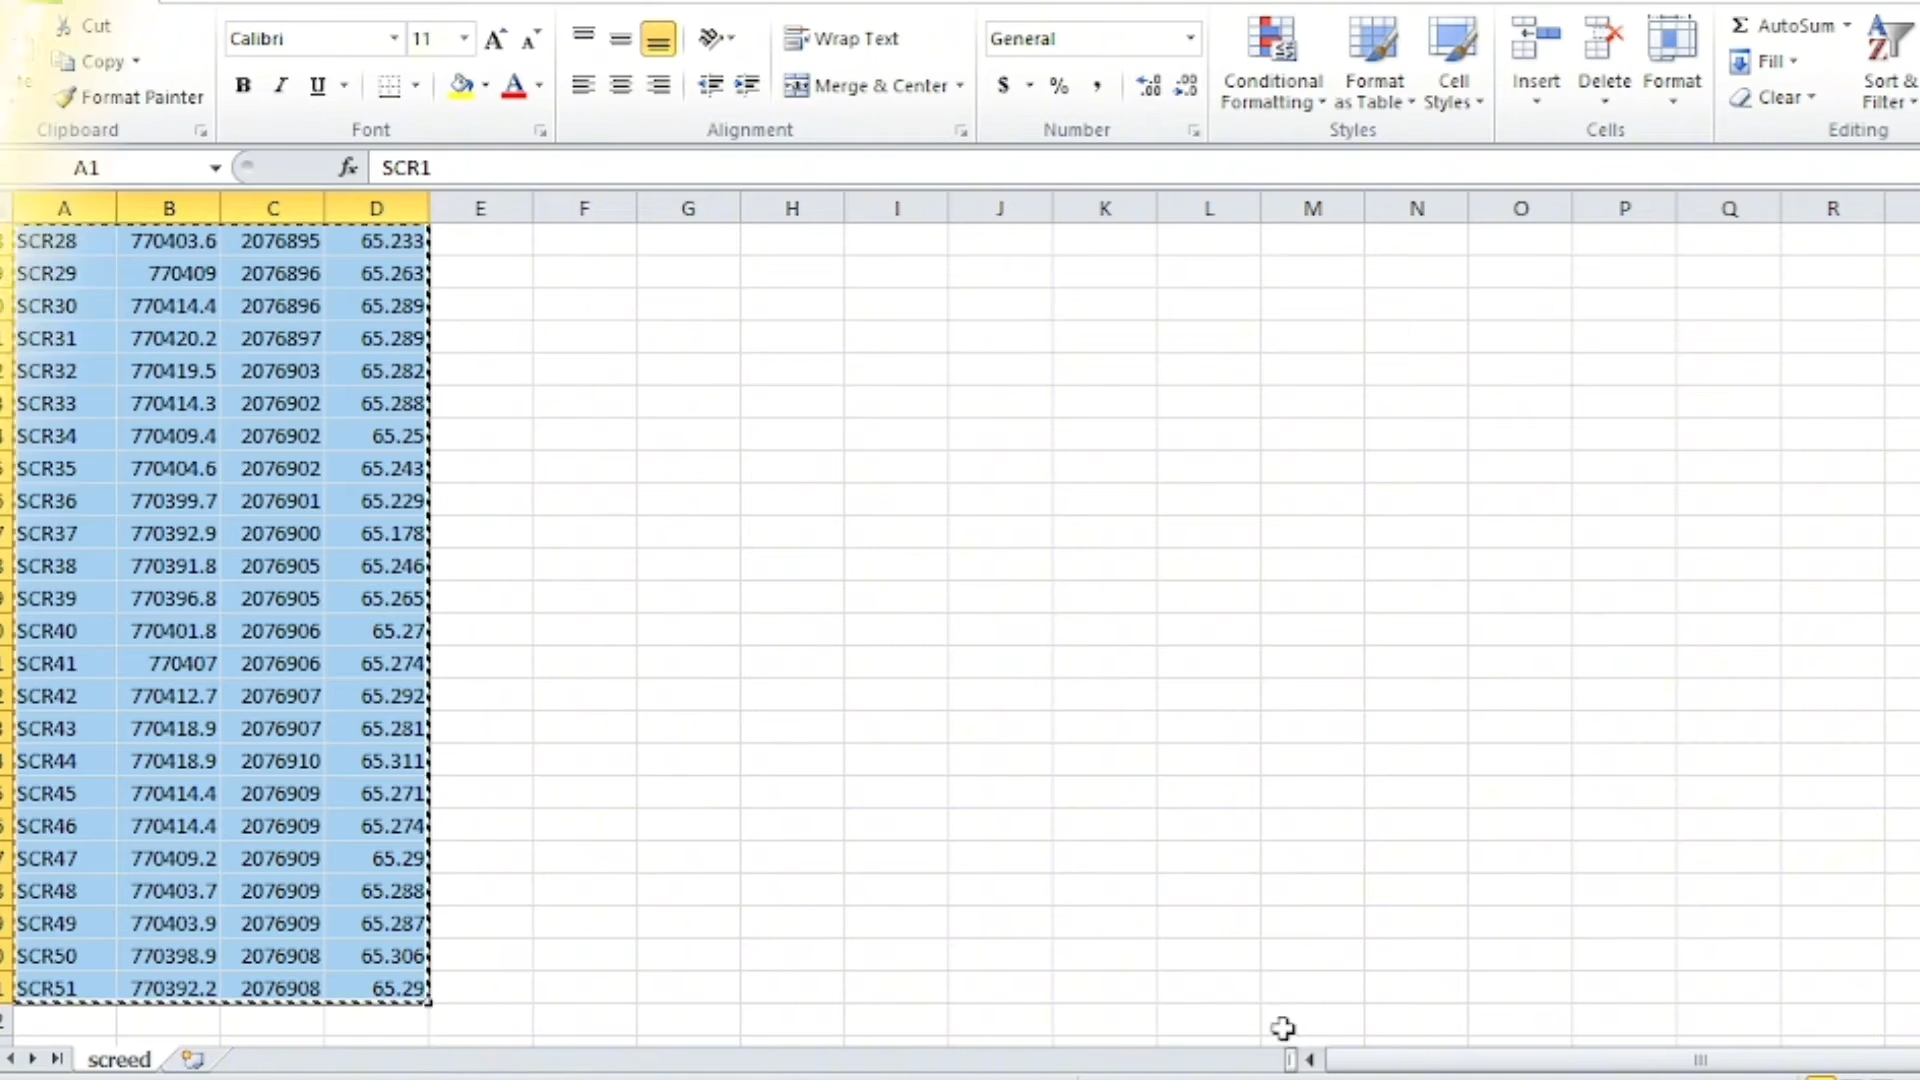 Cut
Copy
Format Painter
Clipboard
Calibri 11
A A
B I U A
Font
Wrap Text
Merge & Center
Alignment
General
$ % ,
Number
Conditional Formatting
Format as Table
Cell Styles
Styles
Insert
Delete
Format
Cells
Σ AutoSum
Fill
Clear
Sort &
Filter
Editing
A1 fx SCR1
A B C D E F G H I J K L M N O P Q R
SCR28 770403.6 2076895 65.233
SCR29 770409 2076896 65.263
SCR30 770414.4 2076896 65.289
SCR31 770420.2 2076897 65.289
SCR32 770419.5 2076903 65.282
SCR33 770414.3 2076902 65.288
SCR34 770409.4 2076902 65.25
SCR35 770404.6 2076902 65.243
SCR36 770399.7 2076901 65.229
SCR37 770392.9 2076900 65.178
SCR38 770391.8 2076905 65.246
SCR39 770396.8 2076905 65.265
SCR40 770401.8 2076906 65.27
SCR41 770407 2076906 65.274
SCR42 770412.7 2076907 65.292
SCR43 770418.9 2076907 65.281
SCR44 770418.9 2076910 65.311
SCR45 770414.4 2076909 65.271
SCR46 770414.4 2076909 65.274
SCR47 770409.2 2076909 65.29
SCR48 770403.7 2076909 65.288
SCR49 770403.9 2076909 65.287
SCR50 770398.9 2076908 65.306
SCR51 770392.2 2076908 65.29
screed